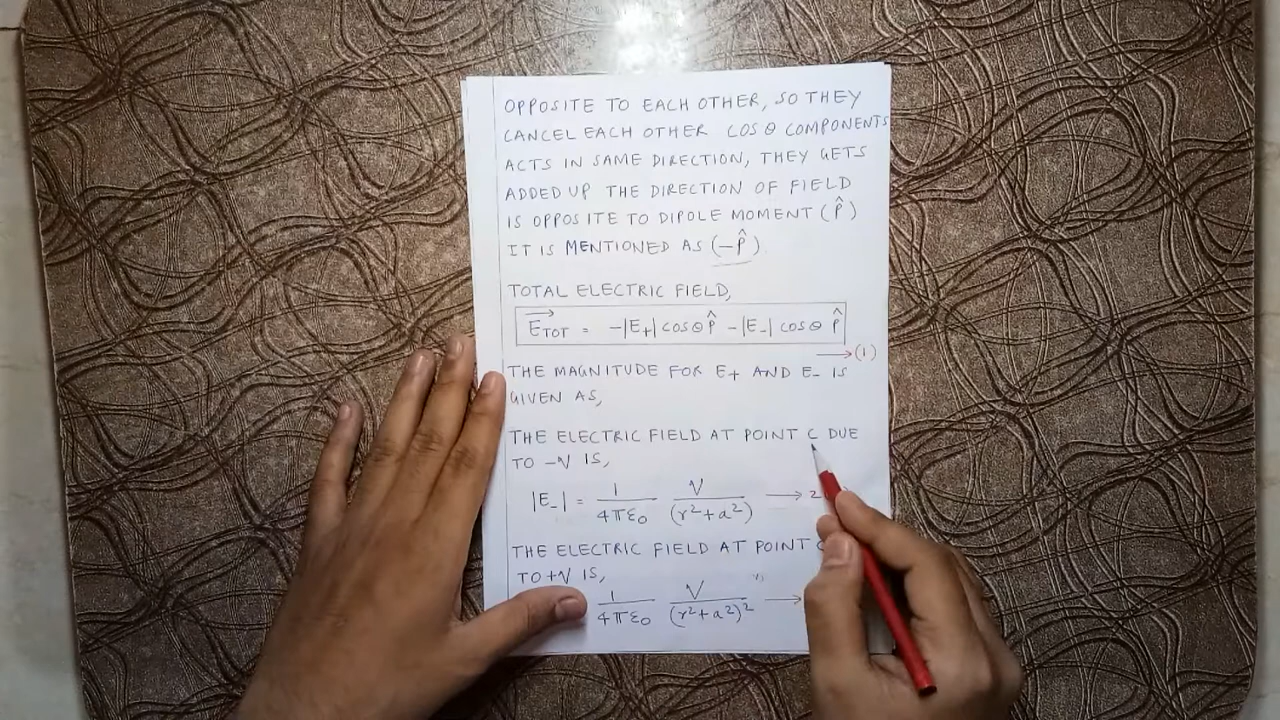 OPPOSITE TO EACH OTHER, SO THEY
CANCEL EACH OTHER COS θ COMPONENTS
ACTS IN SAME DIRECTION, THEY GETS
ADDED UP THE DIRECTION OF FIELD
IS OPPOSITE TO DIPOLE MOMENT (P̂)
IT IS MENTIONED AS (−P̂)
TOTAL ELECTRIC FIELD,
E⃗TOT = −|E+| COS θ P̂ −|E−| COS θ P̂
→ (1)
THE MAGNITUDE FOR E+ AND E− IS
GIVEN AS,
THE ELECTRIC FIELD AT POINT C DUE
TO −V IS,
|E−| = 1/4πε0 V/(r²+a²) → 2
THE ELECTRIC FIELD AT POINT
TO +V IS,
1/4πε0 V/(r²+a²)² →